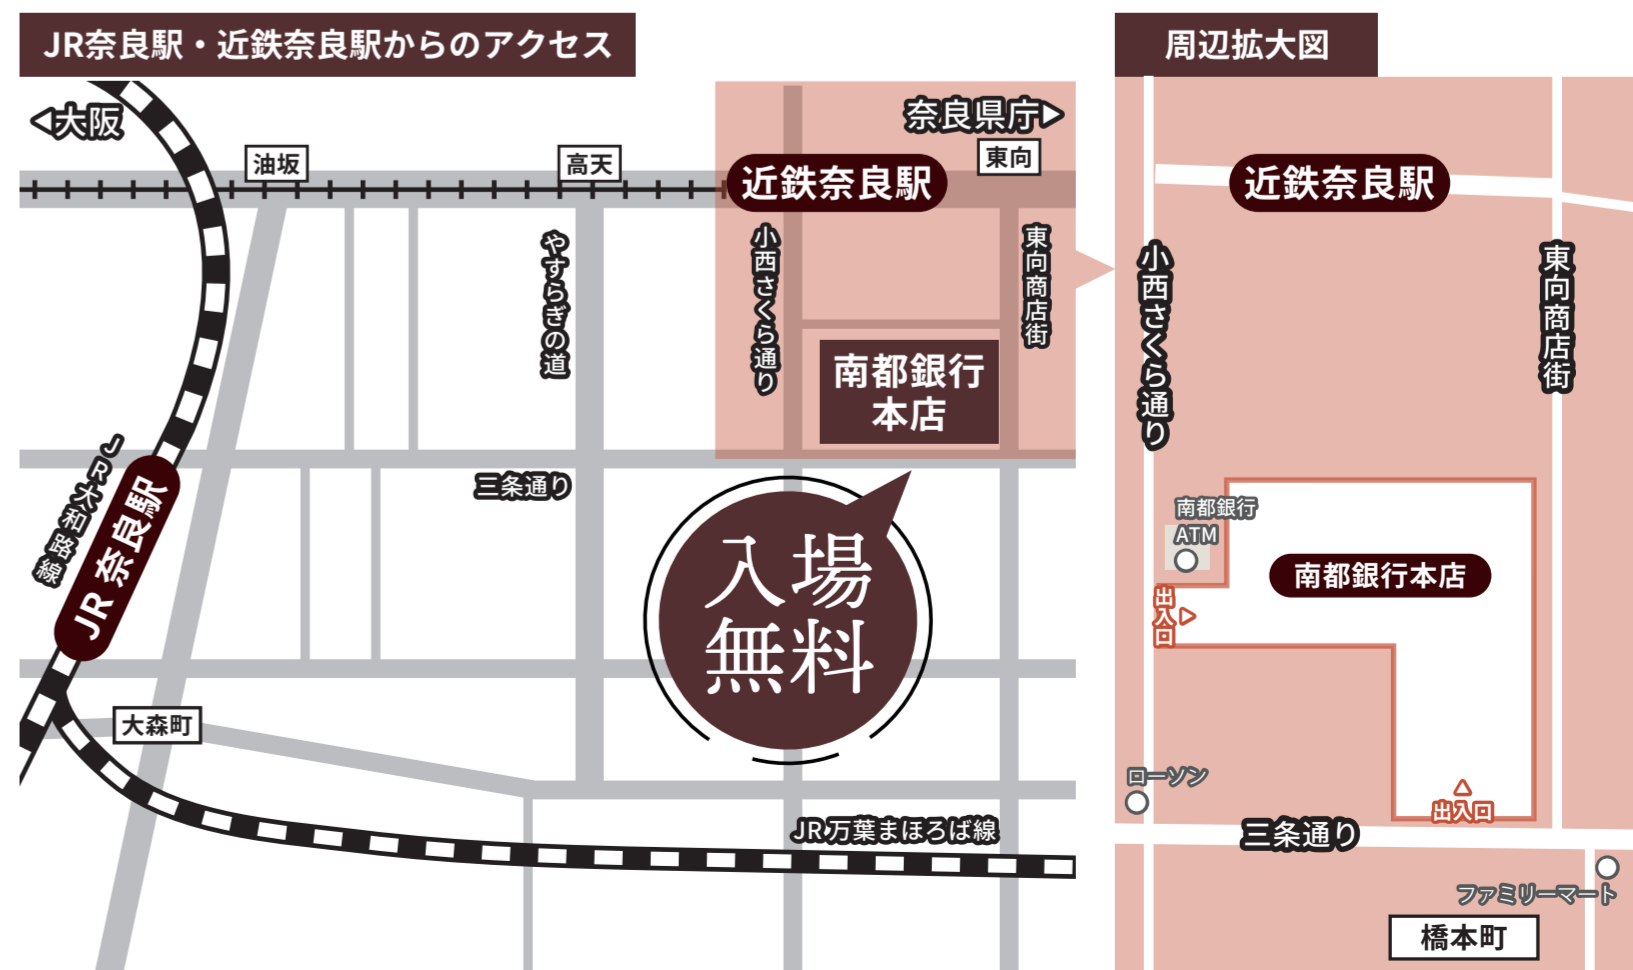 JR奈良駅・近鉄奈良駅からのアクセス
大阪
油坂
高天
奈良県庁
東向
近鉄奈良駅
やすらぎの道
小西さくら通り
東向商店街
南都銀行
本店
三条通り
JR大和路線
JR奈良駅
入場
無料
大森町
JR万葉まほろば線
周辺拡大図
近鉄奈良駅
小西さくら通り
東向商店街
南都銀行
ATM
南都銀行本店
出入口
ローソン
出入口
三条通り
ファミリーマート
橋本町